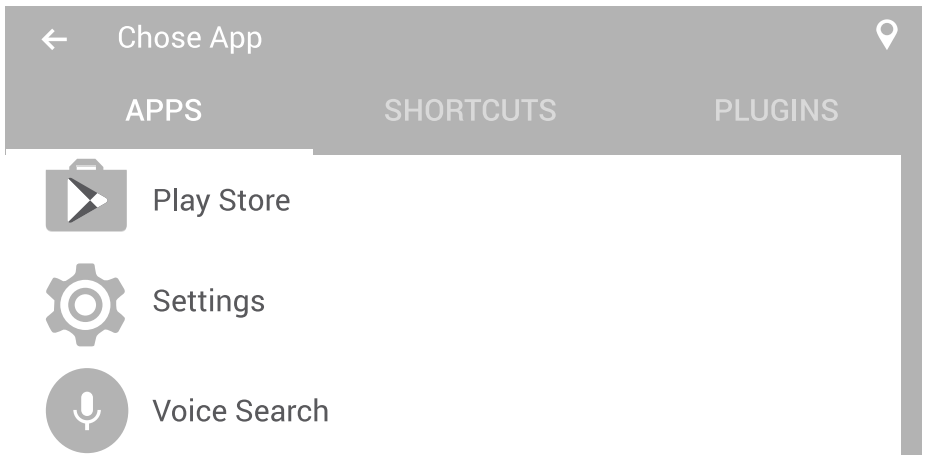 Chose App
APPS SHORTCUTS PLUGINS
Play Store
Settings
Voice Search